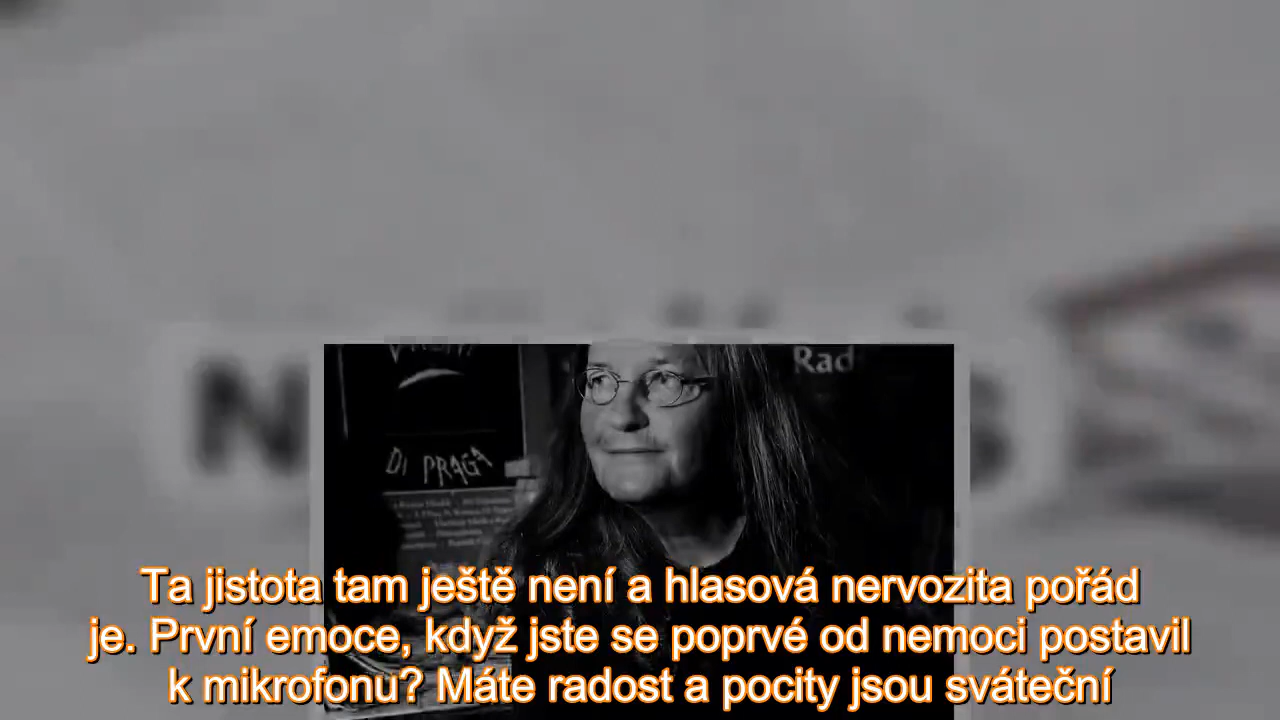 Rad
DI PRAGA
Ta jistota tam ještě není a hlasová nervozita pořád
je. První emoce, když jste se poprvé od nemoci postavil
k mikrofonu? Máte radost a pocity jsou sváteční